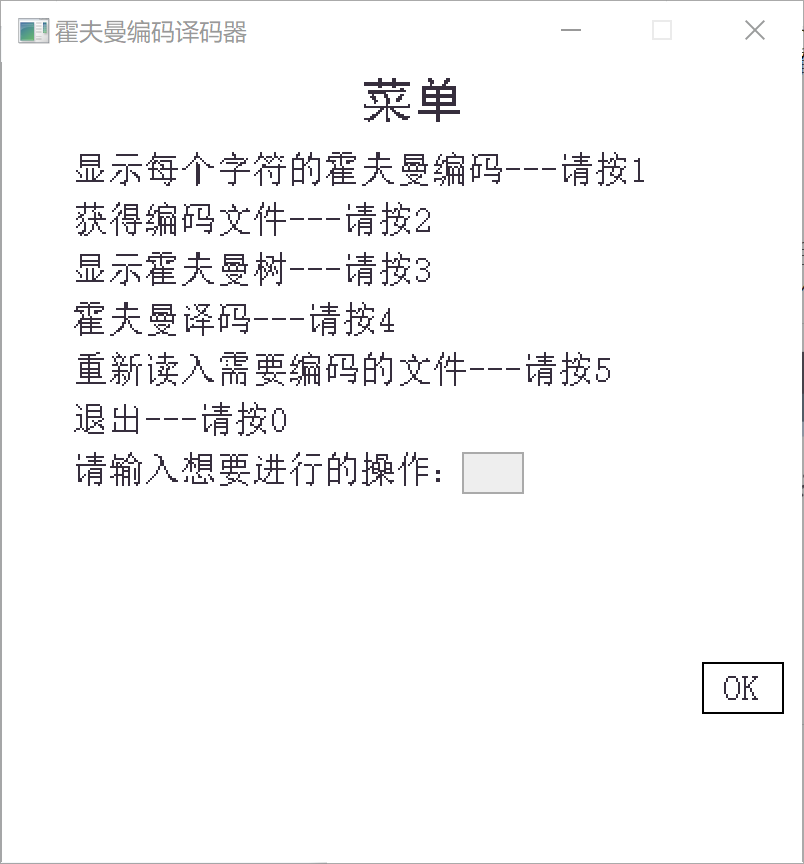 霍夫曼编码译码器
菜单
显示每个字符的霍夫曼编码---请按1
获得编码文件---请按2
显示霍夫曼树---请按3
霍夫曼译码---请按4
重新读入需要编码的文件---请按5
退出---请按0
请输入想要进行的操作：
OK